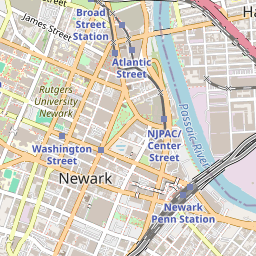 Broad
Street
Station
Ha
James Street
Atlantic
Street
Rutgers
University
Newark
Passaic River
NJPAC/
Center
Street
Washington
Street
Newark
Newark
Penn Station